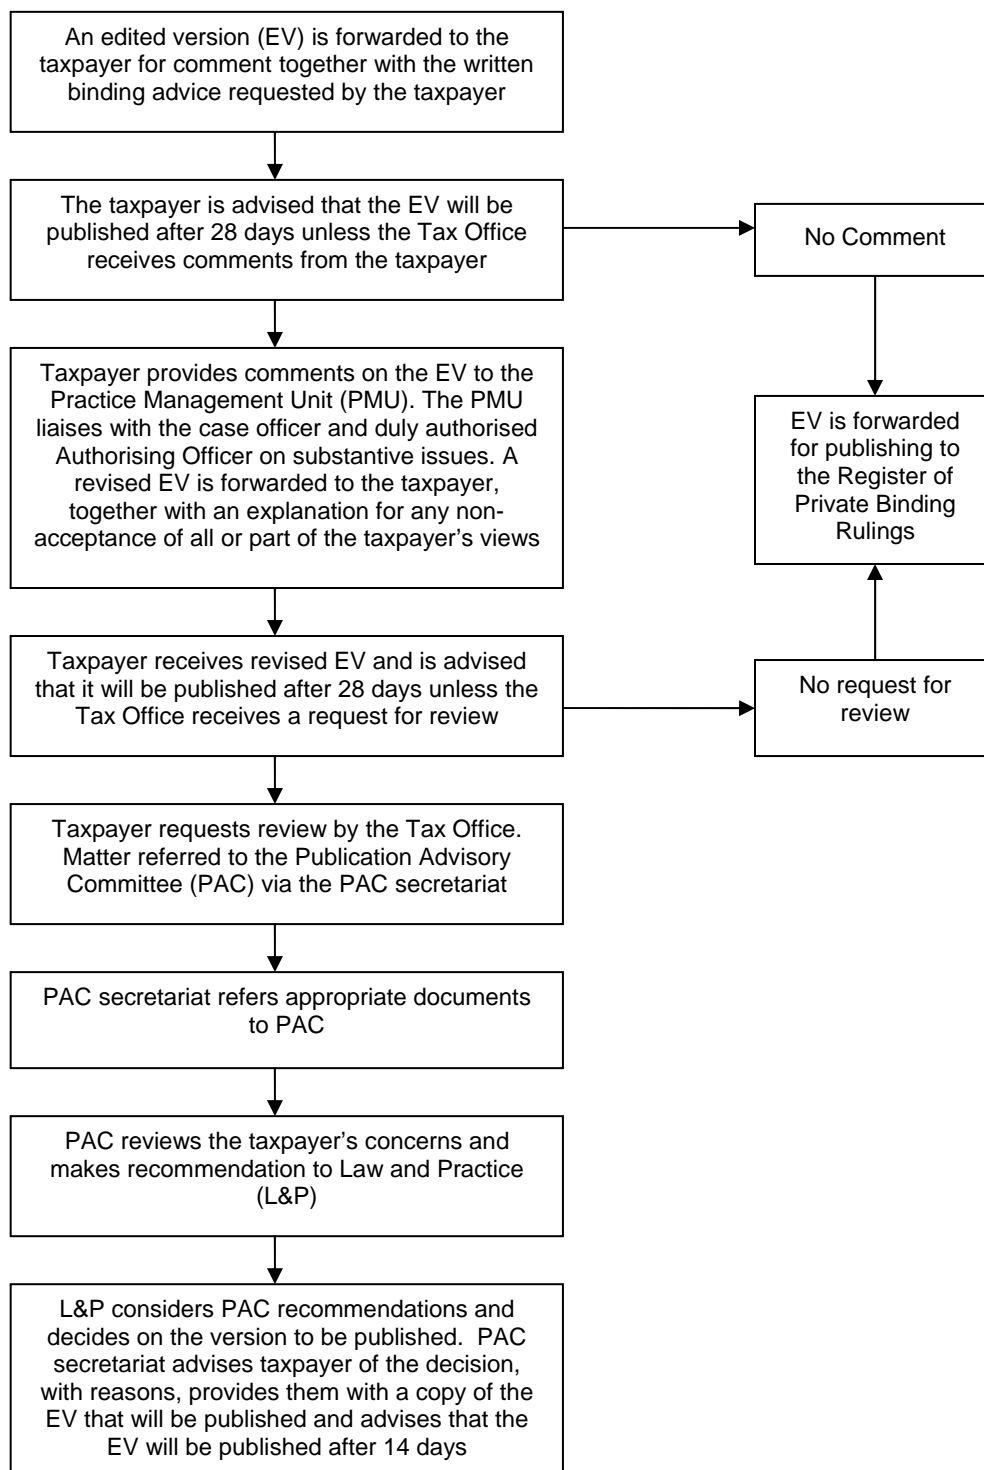 An edited version (EV) is forwarded to the
taxpayer for comment together with the written
binding advice requested by the taxpayer
The taxpayer is advised that the EV will be
published after 28 days unless the Tax Office
receives comments from the taxpayer
No Comment
Taxpayer provides comments on the EV to the
Practice Management Unit (PMU). The PMU
liaises with the case officer and duly authorised
Authorising Officer on substantive issues. A
revised EV is forwarded to the taxpayer,
together with an explanation for any non-
acceptance of all or part of the taxpayer's views
EV is forwarded
for publishing to
the Register of
Private Binding
Rulings
Taxpayer receives revised EV and is advised
that it will be published after 28 days unless the
Tax Office receives a request for review
No request for
review
Taxpayer requests review by the Tax Office.
Matter referred to the Publication Advisory
Committee (PAC) via the PAC secretariat
PAC secretariat refers appropriate documents
to PAC
PAC reviews the taxpayer's concerns and
makes recommendation to Law and Practice
(L&P)
L&P considers PAC recommendations and
decides on the version to be published.  PAC
secretariat advises taxpayer of the decision,
with reasons, provides them with a copy of the
EV that will be published and advises that the
EV will be published after 14 days